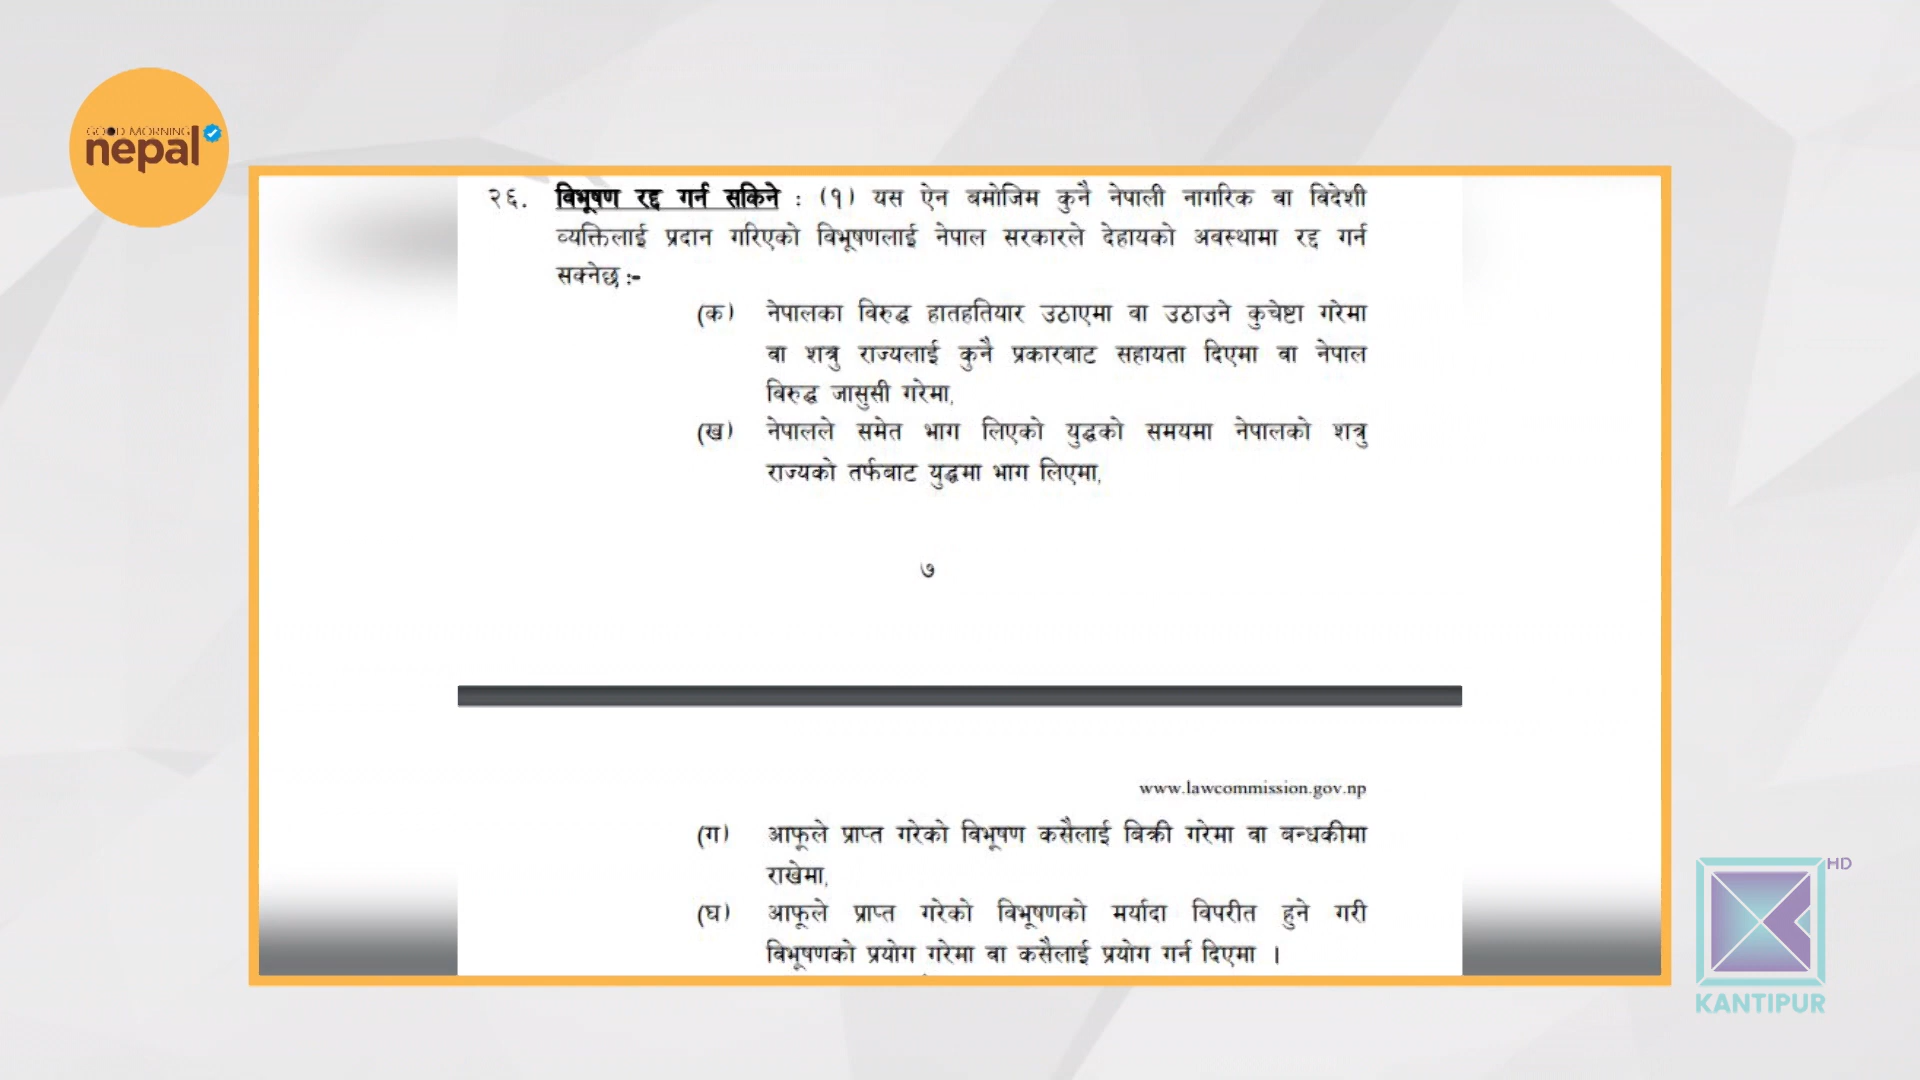 GOOD MORNING
nepal
२६. विभूषण रद्द गर्न सकिने : (१) यस ऐन बमोजिम कुनै नेपाली नागरिक वा विदेशी
व्यक्तिलाई प्रदान गरिएको विभूषणलाई नेपाल सरकारले देहायको अवस्थामा रद्द गर्न
सक्नेछ :-
(क) नेपालका विरुद्ध हातहतियार उठाएमा वा उठाउने कुचेष्टा गरेमा
वा शत्रु राज्यलाई कुनै प्रकारबाट सहायता दिएमा वा नेपाल
विरुद्ध जासुसी गरेमा,
(ख) नेपालले समेत भाग लिएको युद्धको समयमा नेपालको शत्रु
राज्यको तर्फबाट युद्धमा भाग लिएमा,
७
www.lawcommission.gov.np
(ग) आफूले प्राप्त गरेको विभूषण कसैलाई बिक्री गरेमा वा बन्धकीमा
राखेमा,
(घ) आफूले प्राप्त गरेको विभूषणको मर्यादा विपरीत हुने गरी
विभूषणको प्रयोग गरेमा वा कसैलाई प्रयोग गर्न दिएमा ।
HD
KANTIPUR